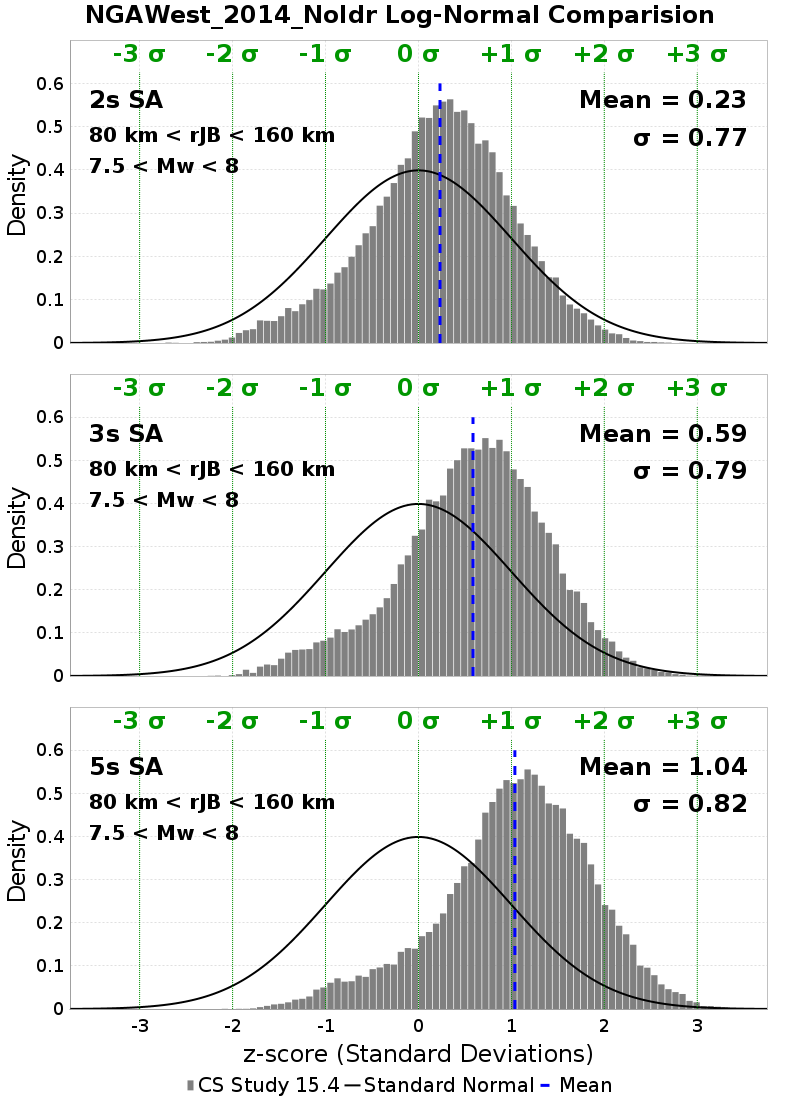 NGAWest_2014_NoIdr Log-Normal Comparision
-3 σ -2 σ -1 σ 0 σ +1 σ +2 σ +3 σ
0.6
2s SA Mean = 0.23
0.5
80 km < rJB < 160 km σ = 0.77
7.5 < Mw < 8
0.4
Density
0.3
0.2
0.1
0
-3 σ -2 σ -1 σ 0 σ +1 σ +2 σ +3 σ
0.6
3s SA Mean = 0.59
0.5
80 km < rJB < 160 km σ = 0.79
7.5 < Mw < 8
0.4
Density
0.3
0.2
0.1
0
-3 σ -2 σ -1 σ 0 σ +1 σ +2 σ +3 σ
0.6
5s SA Mean = 1.04
0.5
80 km < rJB < 160 km σ = 0.82
7.5 < Mw < 8
0.4
Density
0.3
0.2
0.1
0
-3 -2 -1 0 1 2 3
z-score (Standard Deviations)
CS Study 15.4 Standard Normal Mean